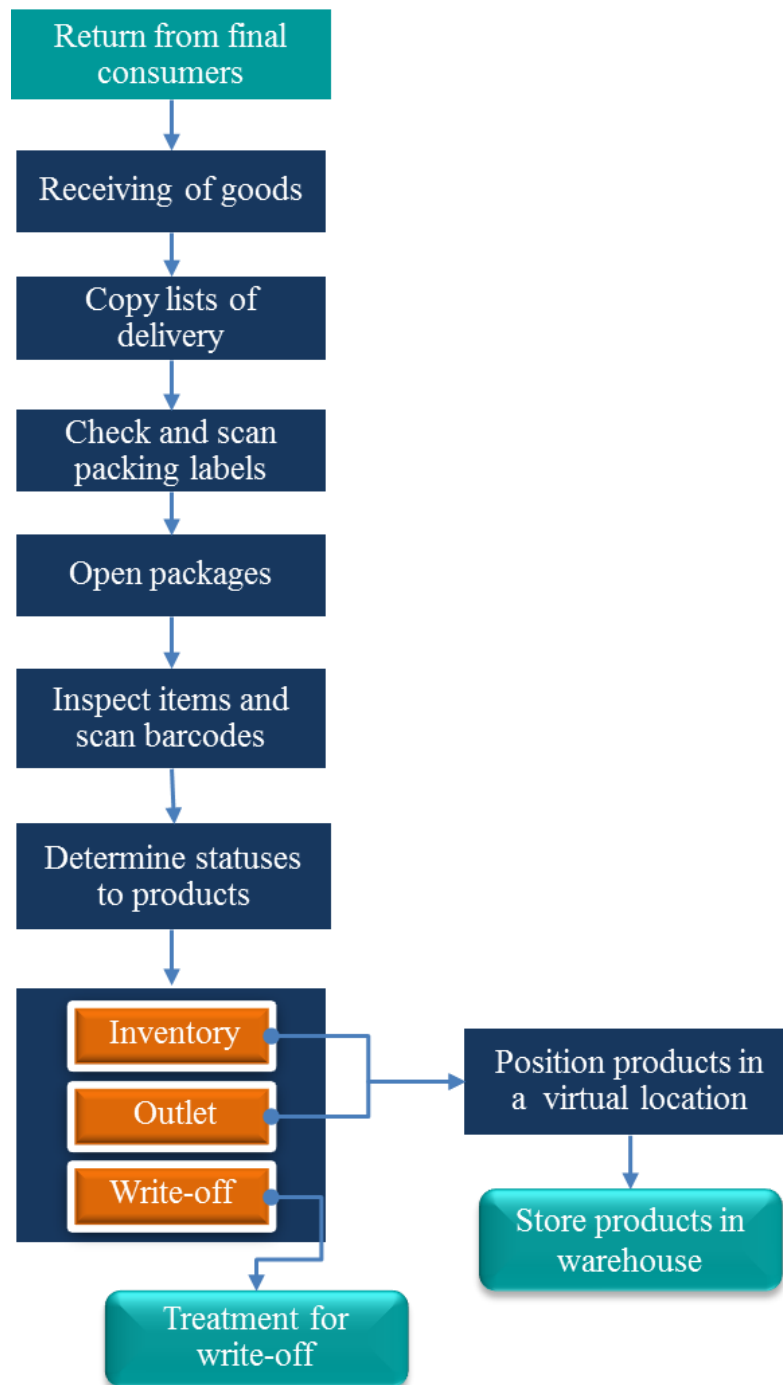 Return from final
consumers
Receiving of goods
Copy lists of
delivery
Check and scan
packing labels
Open packages
Inspect items and
scan barcodes
Determine statuses
to products
Inventory
Outlet
Write-off
Position products in
a virtual location
Store products in
warehouse
Treatment for
write-off